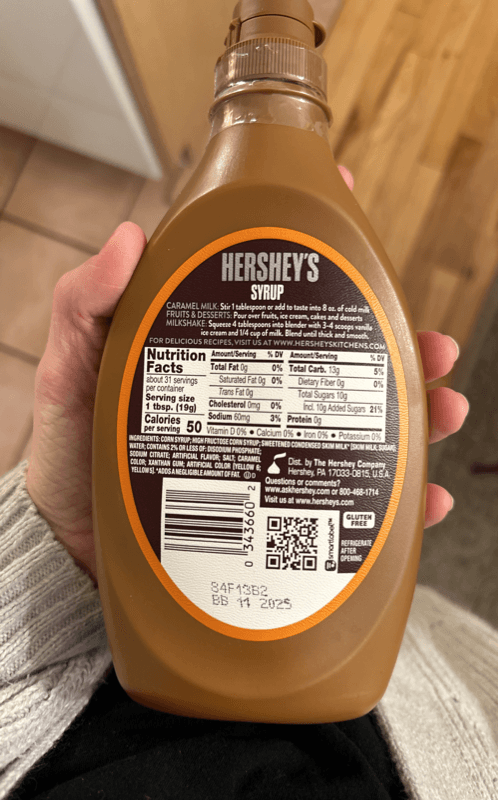 HERSHEY'S
SYRUP
CARAMEL MILK: Stir 1 tablespoon or add to taste into 8 oz. of cold milk
FRUITS & DESSERTS: Pour over fruits, ice cream, cakes and desserts
MILKSHAKE: Squeeze 4 tablespoons into blender with 3-4 scoops vanilla
ice cream and 1/4 cup of milk. Blend until thick and smooth.
FOR DELICIOUS RECIPES, VISIT US AT WWW.HERSHEYSKITCHENS.COM
Nutrition
Facts
about 31 servings
per container
Serving size
1 tbsp. (19g)
Calories
per serving 50
Amount/Serving % DV
Total Fat 0g 0%
Saturated Fat 0g 0%
Trans Fat 0g
Cholesterol 0mg 0%
Sodium 60mg 3%
Amount/Serving % DV
Total Carb. 13g 5%
Dietary Fiber 0g 0%
Total Sugars 10g
Incl. 10g Added Sugars 21%
Protein 0g
Vitamin D 0% • Calcium 0% • Iron 0% • Potassium 0%
INGREDIENTS: CORN SYRUP; HIGH FRUCTOSE CORN SYRUP; SWEETENED CONDENSED SKIM MILK* (SKIM MILK, SUGAR);
WATER; CONTAINS 2% OR LESS OF: DISODIUM PHOSPHATE;
SODIUM CITRATE; ARTIFICIAL FLAVOR; SALT; CARAMEL
COLOR; XANTHAN GUM; ARTIFICIAL COLOR (YELLOW 6;
YELLOW 5). *ADDS A NEGLIGIBLE AMOUNT OF FAT.
Dist. by The Hershey Company
Hershey, PA 17033-0815, U.S.A.
Questions or comments?
www.askhershey.com or 800-468-1714
Visit us at www.hersheys.com
0 343660 2
smartlabel™
GLUTEN
FREE
REFRIGERATE
AFTER
OPENING
84F13B2
BB 11 2025